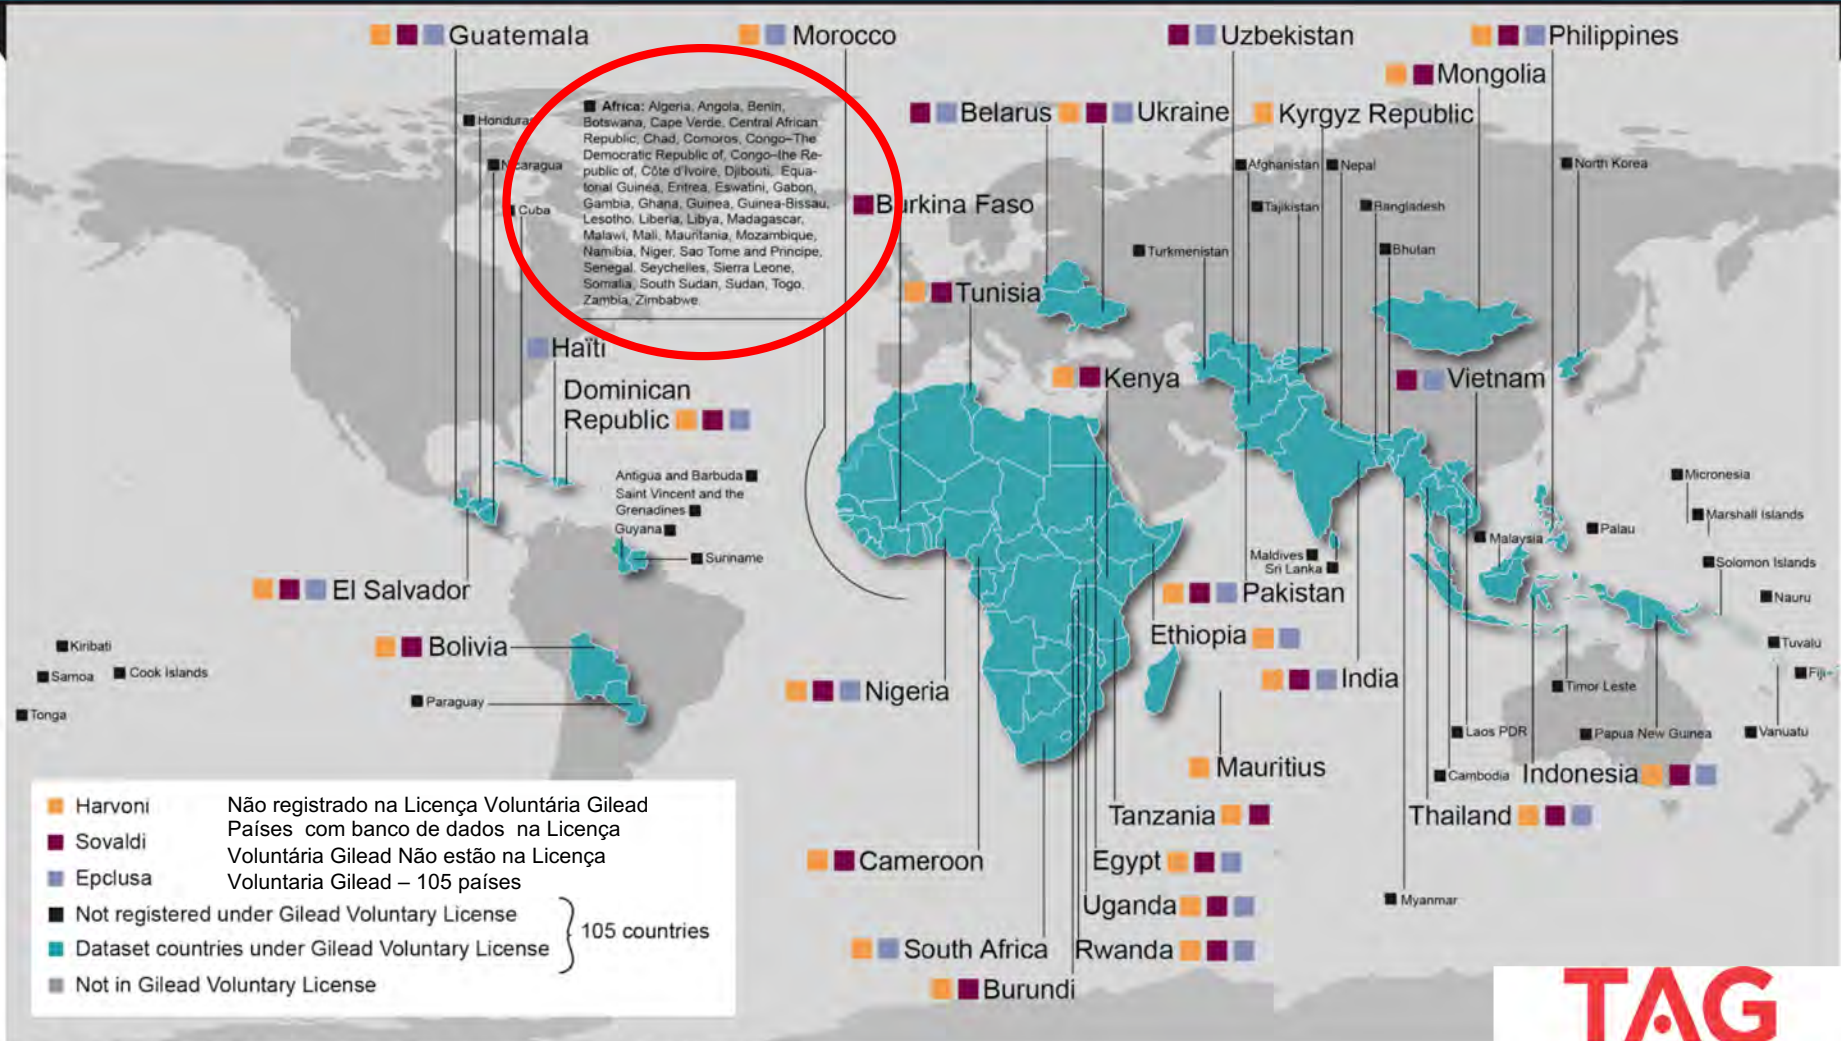 Guatemala
Morocco
Uzbekistan
Philippines
Mongolia
Africa: Algeria, Angola, Benin,
Botswana, Cape Verde, Central African
Republic, Chad, Comoros, Congo–The
Democratic Republic of, Congo–the Re-
public of, Côte d'Ivoire, Djibouti, Equa-
torial Guinea, Eritrea, Eswatini, Gabon,
Gambia, Ghana, Guinea, Guinea-Bissau,
Lesotho, Liberia, Libya, Madagascar,
Malawi, Mali, Mauritania, Mozambique,
Namibia, Niger, Sao Tome and Principe,
Senegal, Seychelles, Sierra Leone,
Somalia, South Sudan, Sudan, Togo,
Zambia, Zimbabwe.
Honduras
Nicaragua
Cuba
Belarus
Ukraine
Kyrgyz Republic
Afghanistan
Nepal
North Korea
Burkina Faso
Tajikistan
Bangladesh
Turkmenistan
Bhutan
Tunisia
Haïti
Dominican
Republic
Kenya
Vietnam
Antigua and Barbuda
Saint Vincent and the
Grenadines
Guyana
Suriname
Micronesia
Marshall Islands
Palau
Malaysia
Maldives
Sri Lanka
Solomon Islands
Nauru
El Salvador
Pakistan
Ethiopia
Tuvalu
Kiribati
Bolivia
Samoa
Cook Islands
Fiji
India
Timor Leste
Nigeria
Paraguay
Tonga
Laos PDR
Papua New Guinea
Vanuatu
Mauritius
Cambodia
Indonesia
Tanzania
Thailand
Cameroon
Egypt
Myanmar
Uganda
South Africa
Rwanda
Burundi
Harvoni
Sovaldi
Epclusa
Não registrado na Licença Voluntária Gilead
Países com banco de dados na Licença
Voluntária Gilead Não estão na Licença
Voluntaria Gilead – 105 países
Not registered under Gilead Voluntary License
Dataset countries under Gilead Voluntary License
105 countries
Not in Gilead Voluntary License
TAG